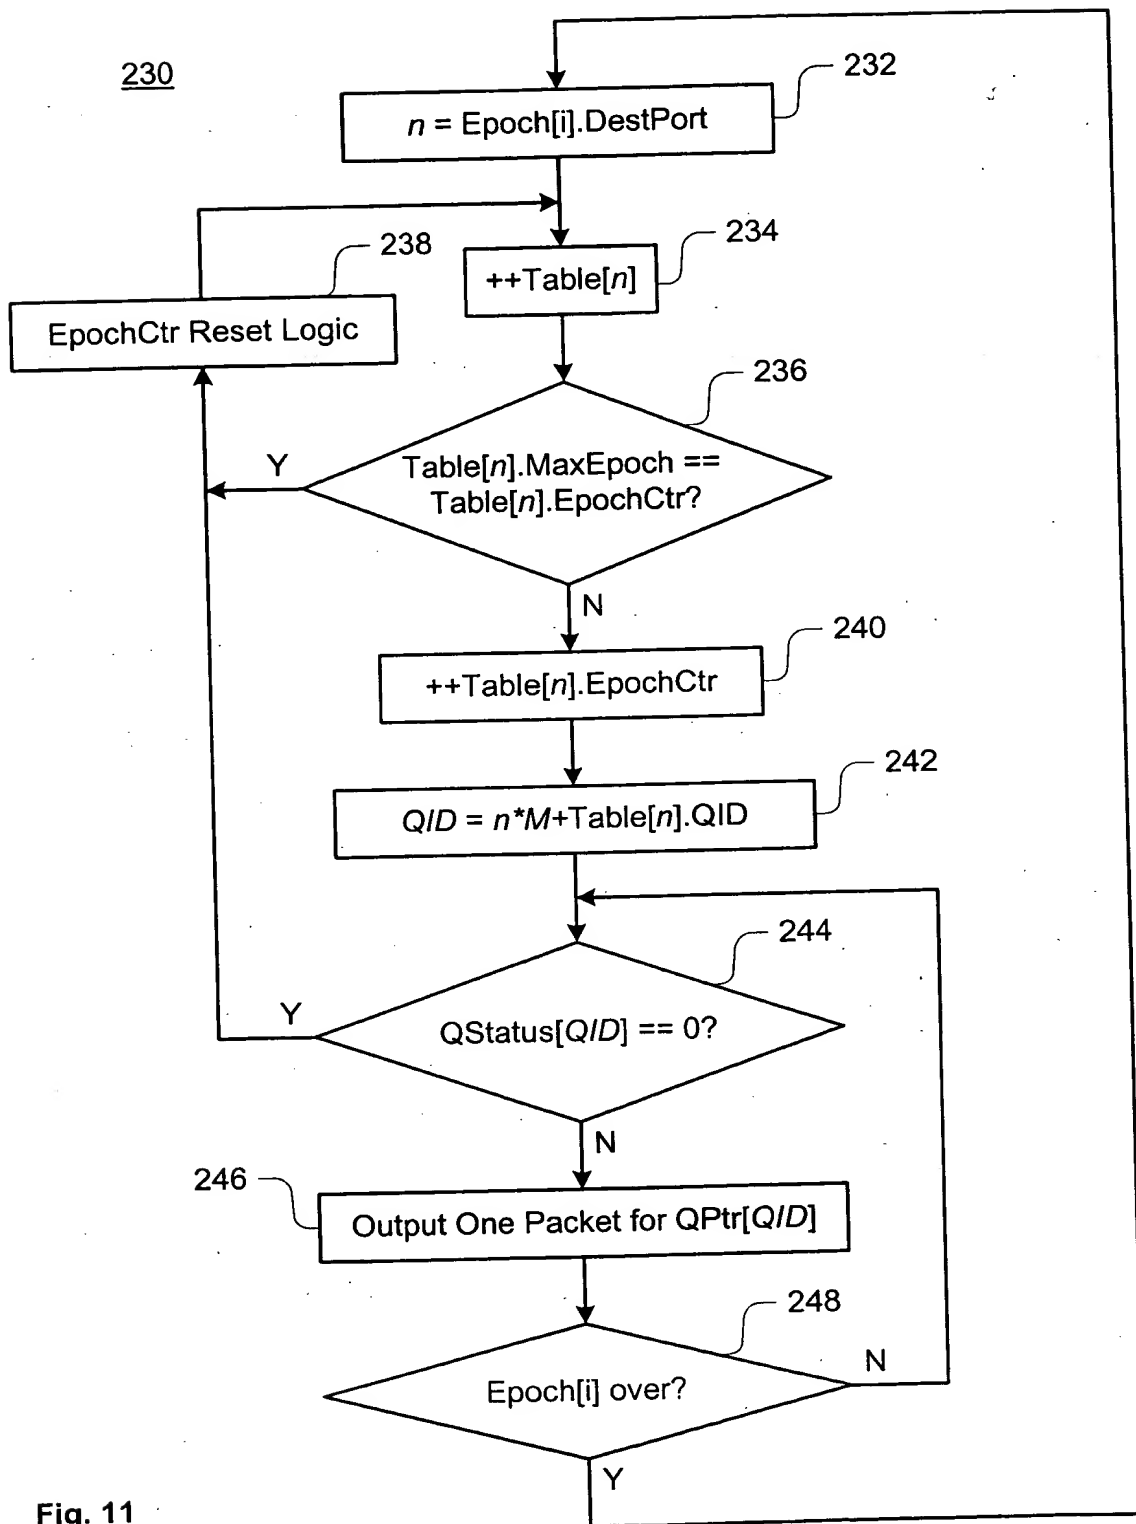 230
232
n = Epoch[i].DestPort
234
++Table[n]
238
EpochCtr Reset Logic
236
Table[n].MaxEpoch ==
Table[n].EpochCtr?
Y
N
240
++Table[n].EpochCtr
242
QID = n*M+Table[n].QID
244
QStatus[QID] == 0?
Y
N
246
Output One Packet for QPtr[QID]
248
Epoch[i] over?
N
Y
Fig. 11